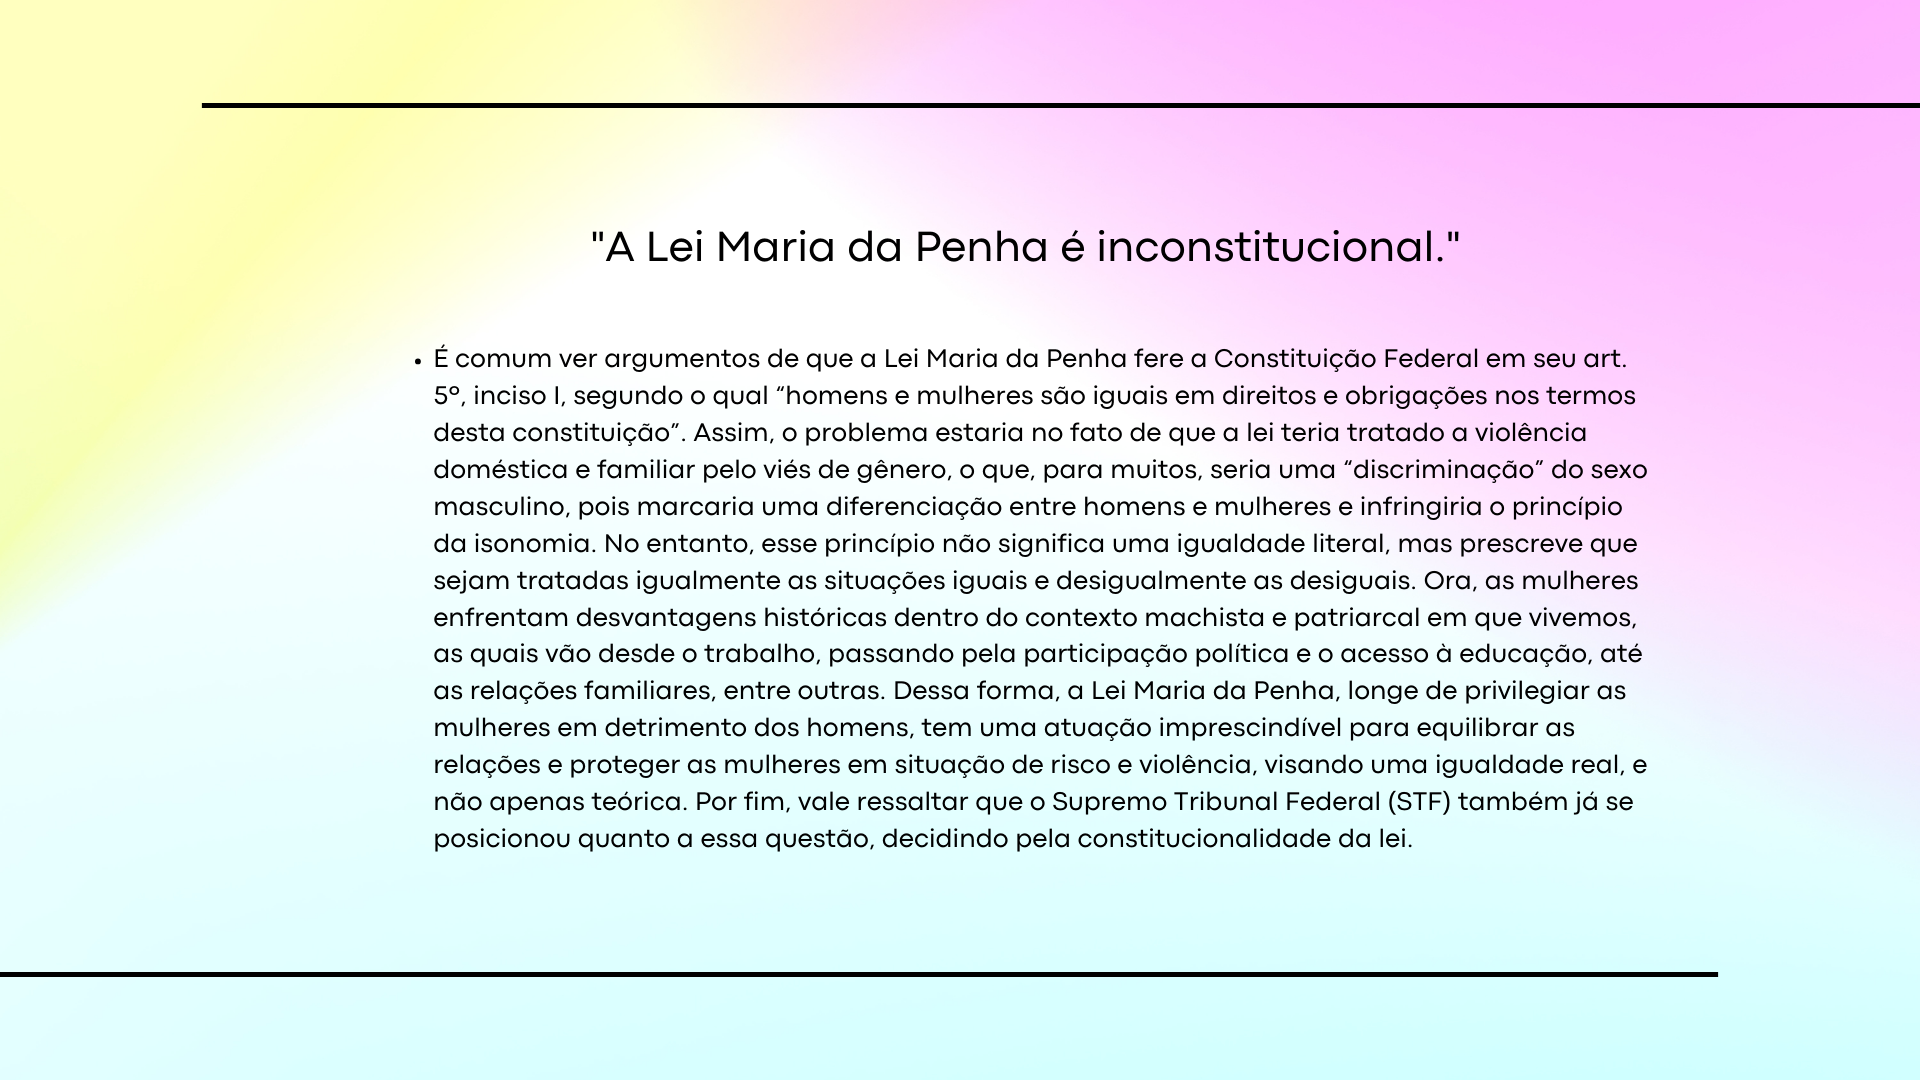 "A Lei Maria da Penha é inconstitucional."
• É comum ver argumentos de que a Lei Maria da Penha fere a Constituição Federal em seu art.
5º, inciso I, segundo o qual “homens e mulheres são iguais em direitos e obrigações nos termos
desta constituição”. Assim, o problema estaria no fato de que a lei teria tratado a violência
doméstica e familiar pelo viés de gênero, o que, para muitos, seria uma “discriminação” do sexo
masculino, pois marcaria uma diferenciação entre homens e mulheres e infringiria o princípio
da isonomia. No entanto, esse princípio não significa uma igualdade literal, mas prescreve que
sejam tratadas igualmente as situações iguais e desigualmente as desiguais. Ora, as mulheres
enfrentam desvantagens históricas dentro do contexto machista e patriarcal em que vivemos,
as quais vão desde o trabalho, passando pela participação política e o acesso à educação, até
as relações familiares, entre outras. Dessa forma, a Lei Maria da Penha, longe de privilegiar as
mulheres em detrimento dos homens, tem uma atuação imprescindível para equilibrar as
relações e proteger as mulheres em situação de risco e violência, visando uma igualdade real, e
não apenas teórica. Por fim, vale ressaltar que o Supremo Tribunal Federal (STF) também já se
posicionou quanto a essa questão, decidindo pela constitucionalidade da lei.